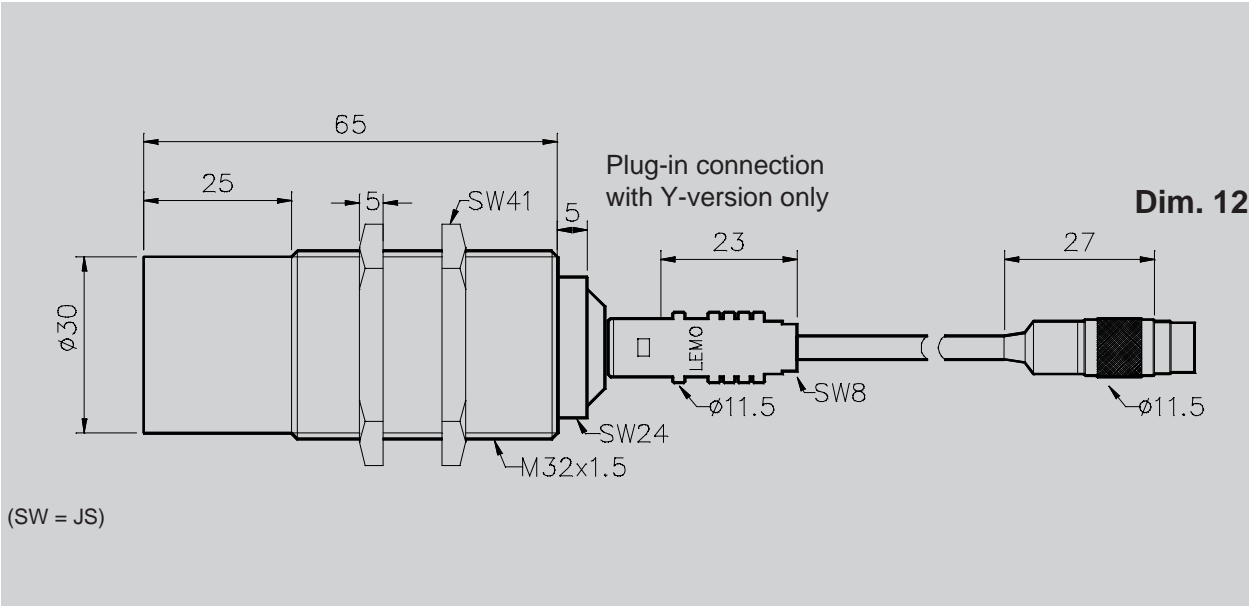 65
Plug-in connection
with Y-version only
25
5
SW41
5
Dim. 12
23
27
ø30
LEMO
ø11.5
SW8
ø11.5
SW24
M32x1.5
(SW = JS)